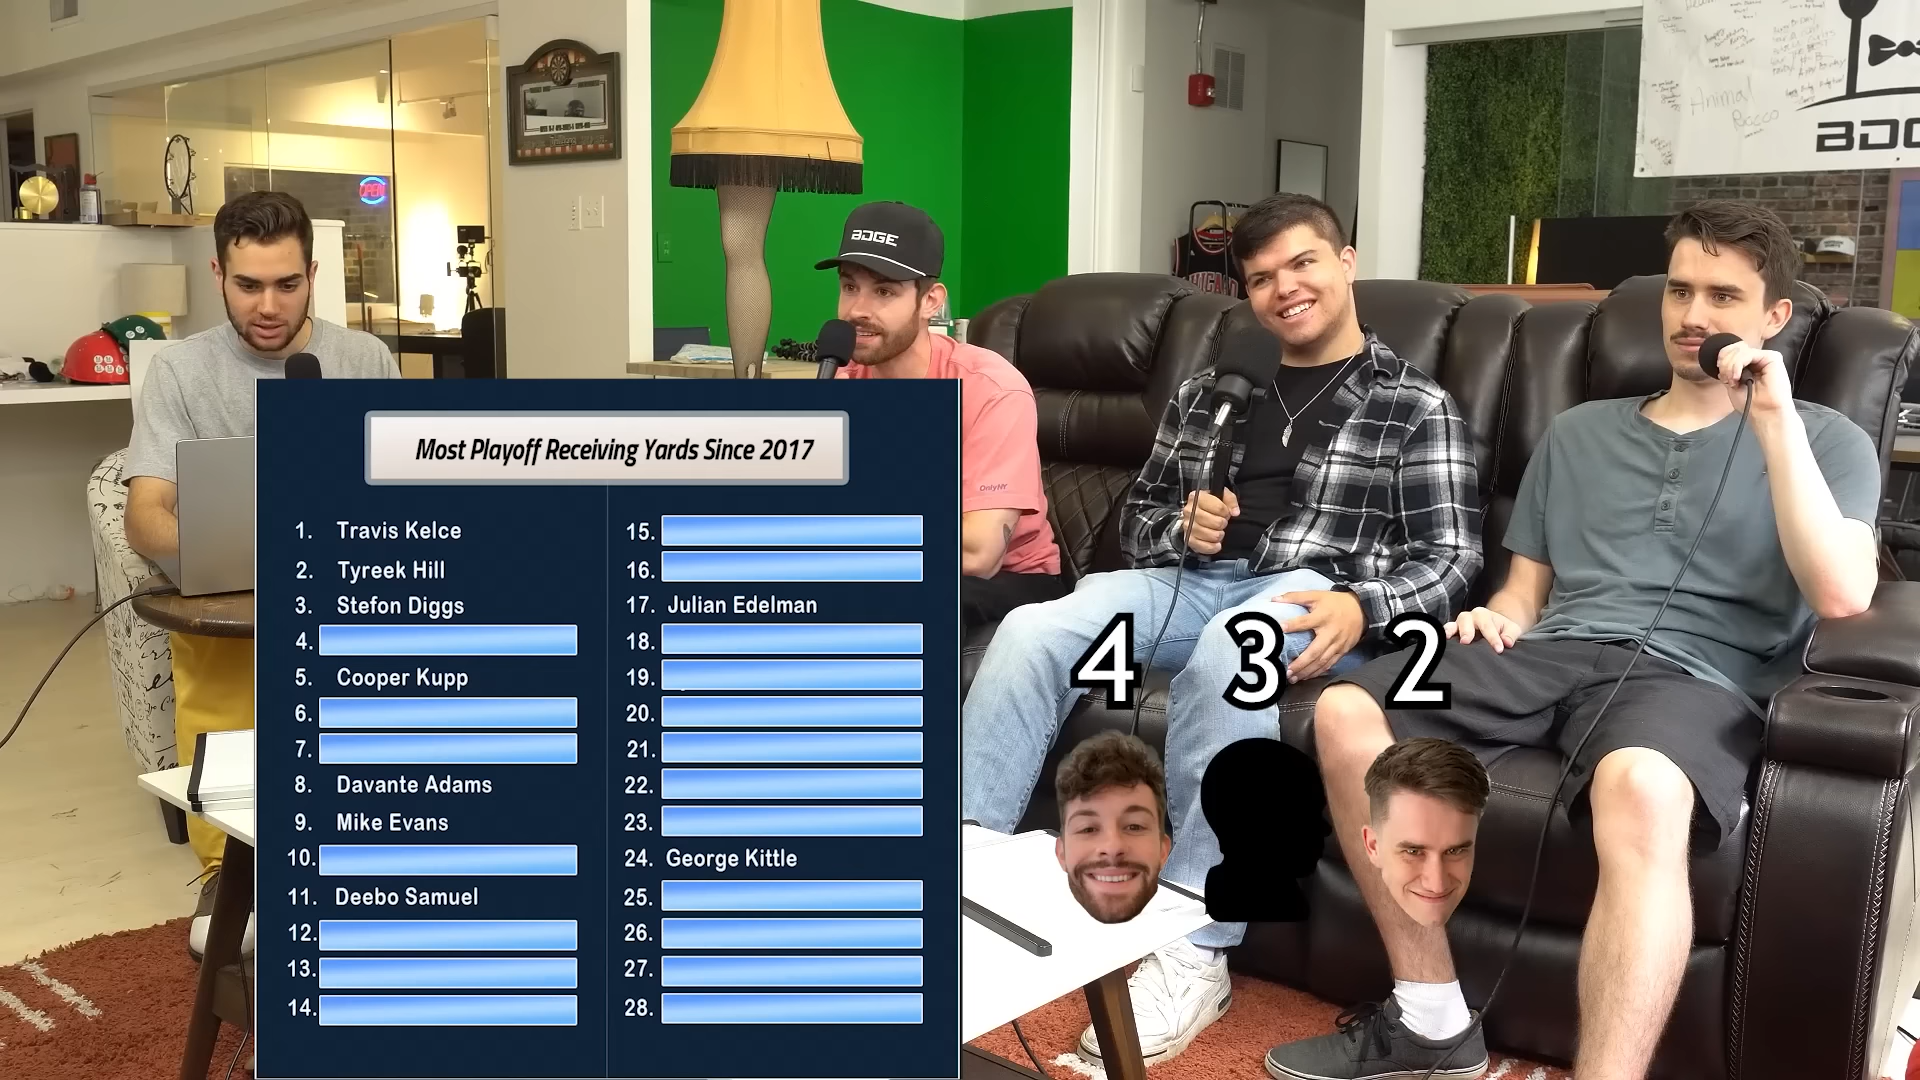 OPEN
BDGE
Animal
Bacco
BDG
CHICAGO
OnlyNY
Most Playoff Receiving Yards Since 2017
1. Travis Kelce
2. Tyreek Hill
3. Stefon Diggs
4.
5. Cooper Kupp
6.
7.
8. Davante Adams
9. Mike Evans
10.
11. Deebo Samuel
12.
13.
14.
15.
16.
17. Julian Edelman
18.
19.
20.
21.
22.
23.
24. George Kittle
25.
26.
27.
28.
4 3 2